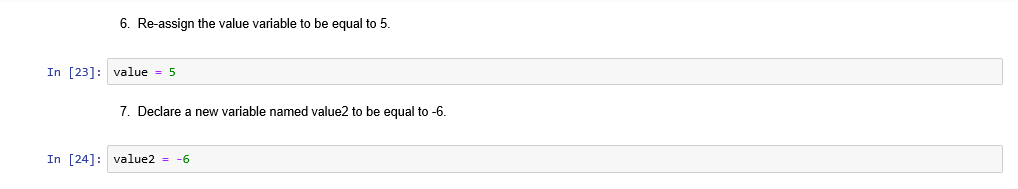 6. Re-assign the value variable to be equal to 5.
In [23]: value = 5
7. Declare a new variable named value2 to be equal to -6.
In [24]: value2 = -6